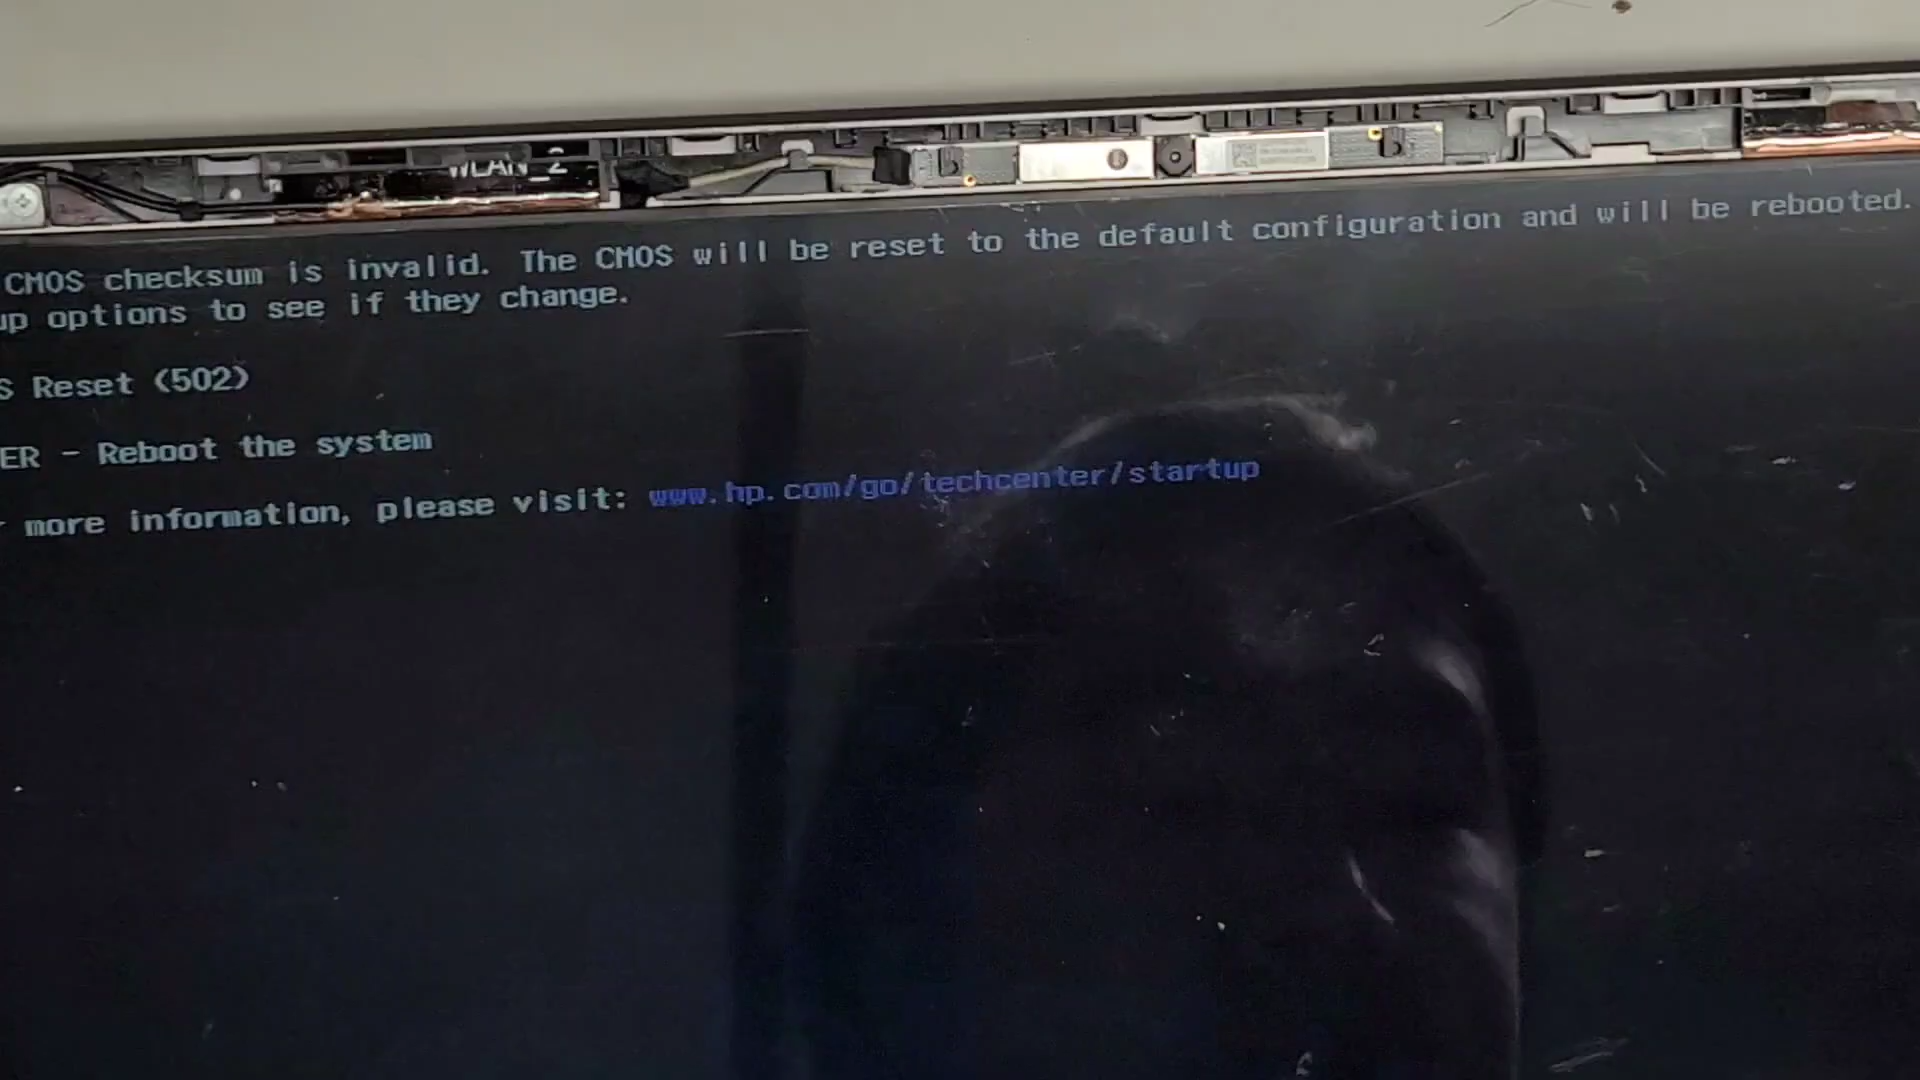 WLAN_2
CMOS checksum is invalid. The CMOS will be reset to the default configuration and will be rebooted.
up options to see if they change.
S Reset (502)
ER - Reboot the system
more information, please visit: www.hp.com/go/techcenter/startup